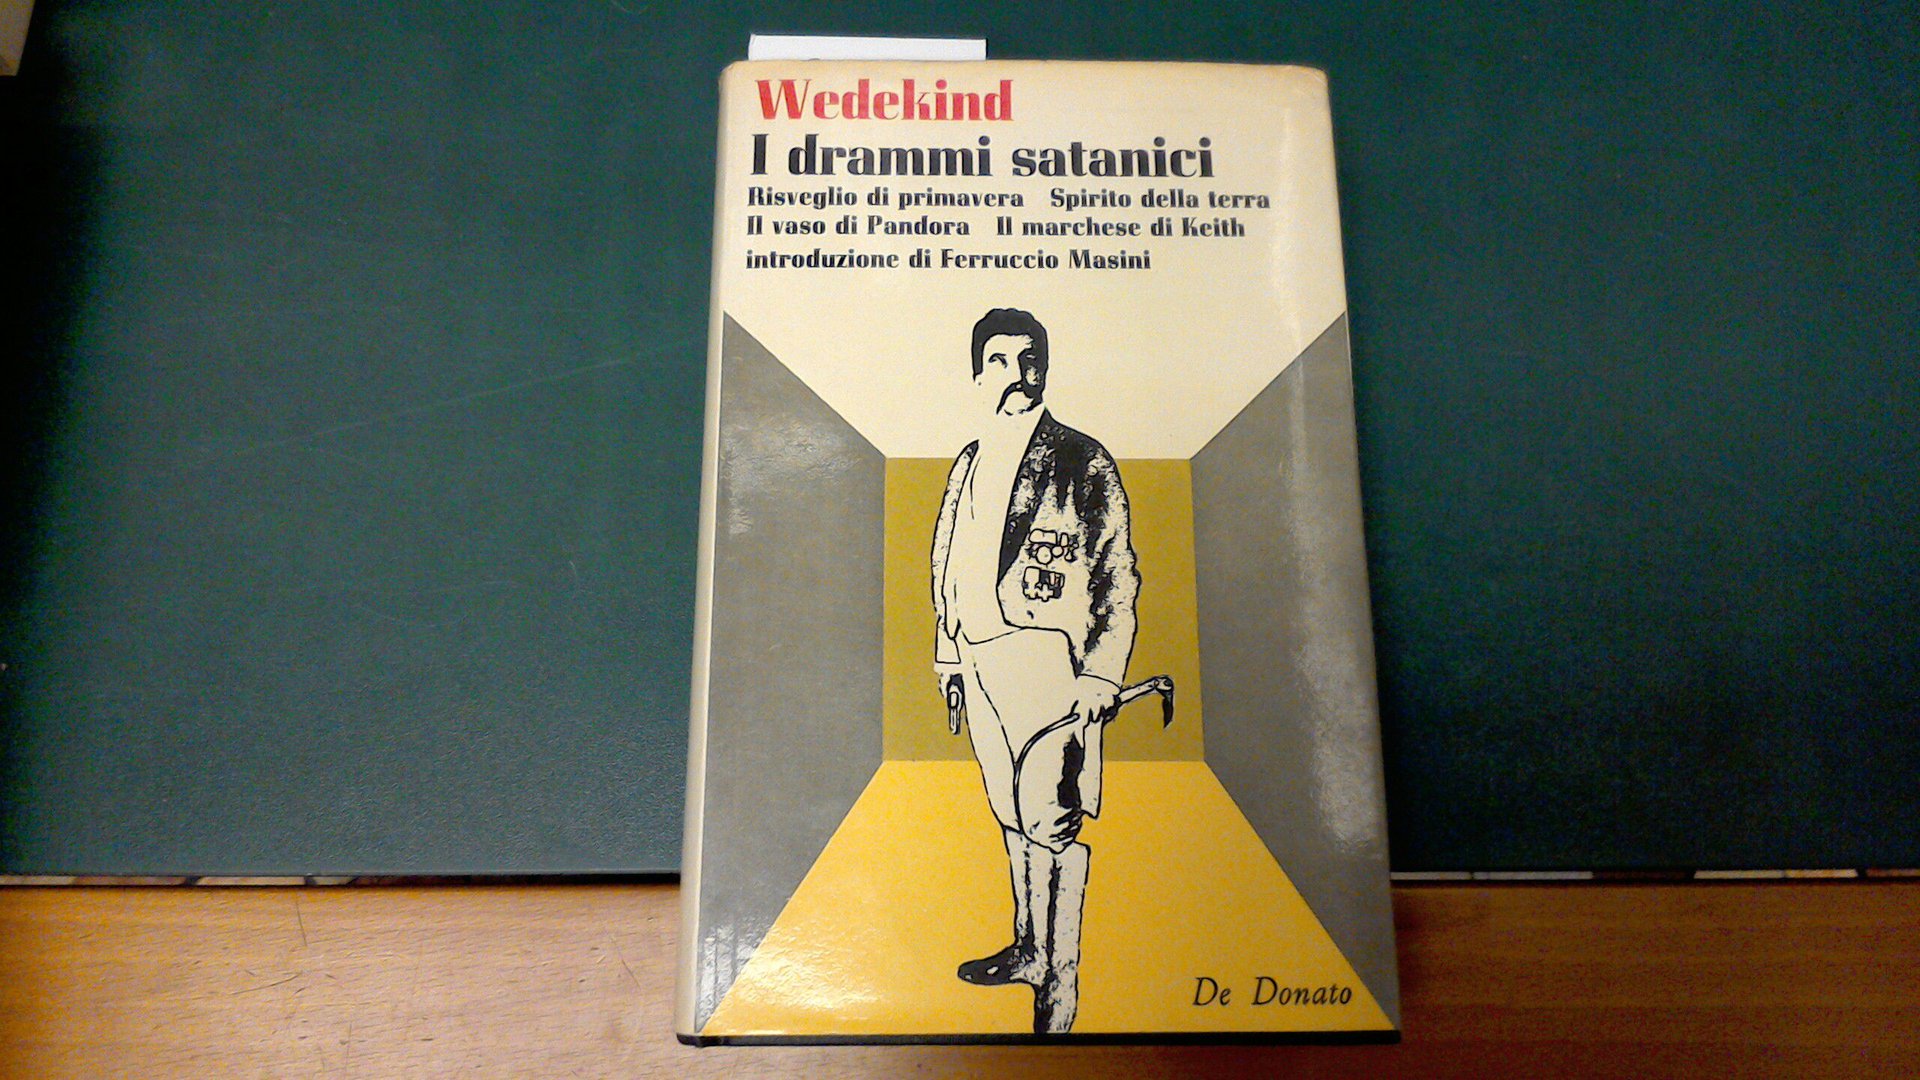 Wedekind
I drammi satanici
Risveglio di primavera Spirito della terra
Il vaso di Pandora Il marchese di Keith
introduzione di Ferruccio Masini
De Donato